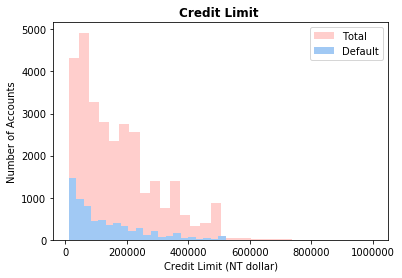 Credit Limit
Total
Default
5000
4000
3000
2000
1000
0
Number of Accounts
0
200000
400000
600000
800000
1000000
Credit Limit (NT dollar)